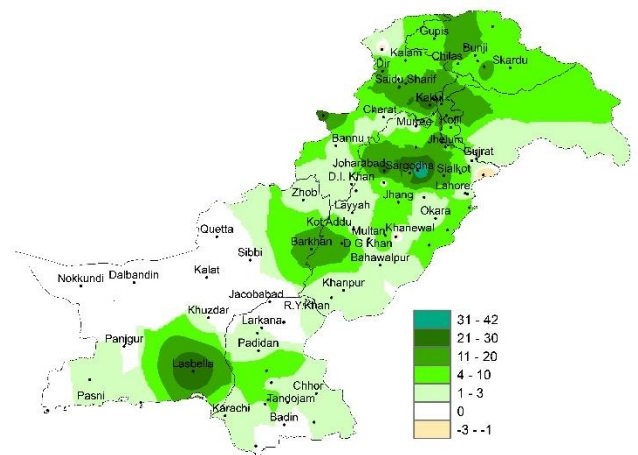 Gupis
Kalam
Bunji
Chilas
Skardu
Dir
Saidu Sharif
Cherat
Kotli
Bannu
Jhelum
Gujrat
Joharabad
Sargodha
Sialkot
D.I. Khan
Lahore
Zhob
Jhang
Layyah
Okara
Kot Addu
Quetta
Multan
Khanewal
Barkhan
D G Khan
Sibbi
Bahawalpur
Nokkundi
Dalbandin
Kalat
Khanpur
Jacobabad
R.Y.Khan
Khuzdar
Larkana
Panjgur
Padidan
Lasbella
Chhor
Pasni
Tandojam
Karachi
Badin
31 - 42
21 - 30
11 - 20
4 - 10
1 - 3
0
-3 - -1